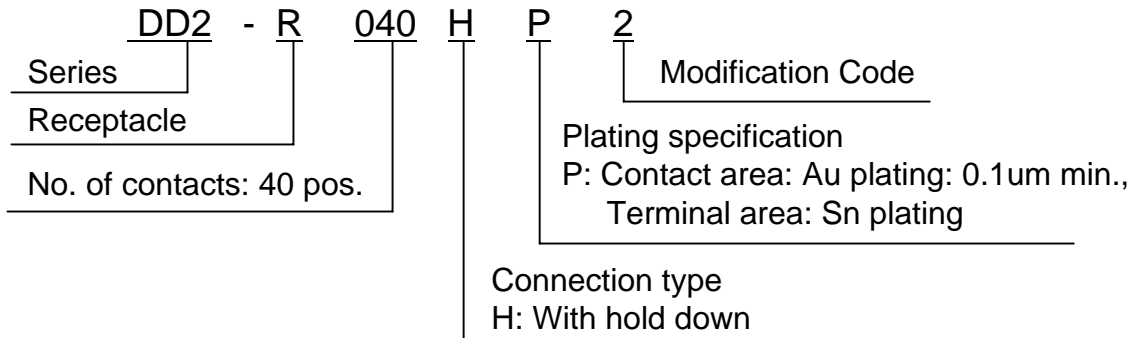 DD2 - R 040 H P 2
Series
Modification Code
Receptacle
Plating specification
P: Contact area: Au plating: 0.1um min.,
No. of contacts: 40 pos.
Terminal area: Sn plating
Connection type
H: With hold down